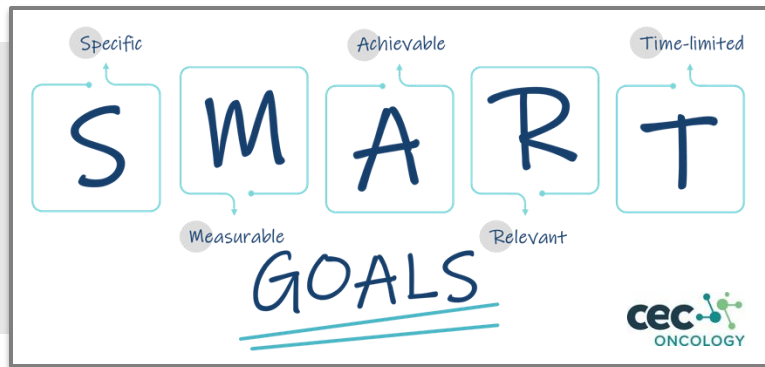 Specific
Achievable
Time-limited
S M A R T
Measurable
Relevant
GOALS
cec
ONCOLOGY